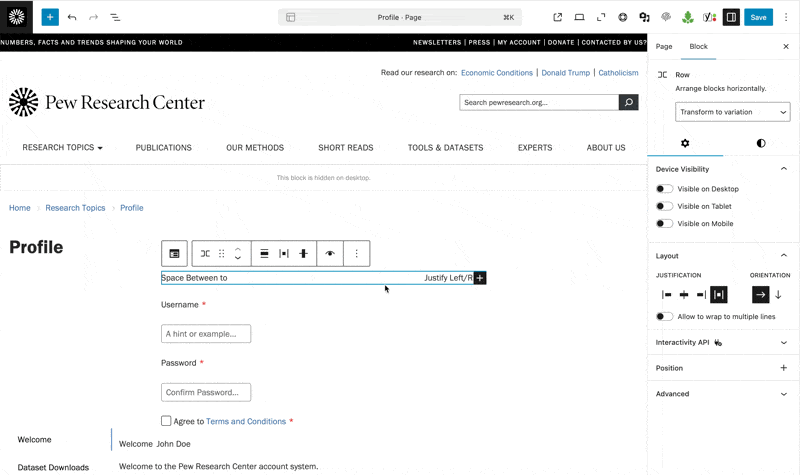 Profile · Page
⌘K
Save
NUMBERS, FACTS AND TRENDS SHAPING YOUR WORLD
NEWSLETTERS | PRESS | MY ACCOUNT | DONATE | CONTACTED BY US?
Read our research on: Economic Conditions | Donald Trump | Catholicism
Pew Research Center
Search pewresearch.org...
RESEARCH TOPICS
PUBLICATIONS
OUR METHODS
SHORT READS
TOOLS & DATASETS
EXPERTS
ABOUT US
This block is hidden on desktop.
Home
Research Topics
Profile
Profile
Space Between to
Justify Left/R
Username *
A hint or example...
Password *
Confirm Password...
Agree to Terms and Conditions *
Welcome
Data Downloads
Welcome John Doe
Welcome to the Pew Research Center account system.
Page
Block
Row
Arrange blocks horizontally.
Transform to variation
Device Visibility
Visible on Desktop
Visible on Tablet
Visible on Mobile
Layout
JUSTIFICATION
ORIENTATION
Allow to wrap to multiple lines
Interactivity API
Position
Advanced